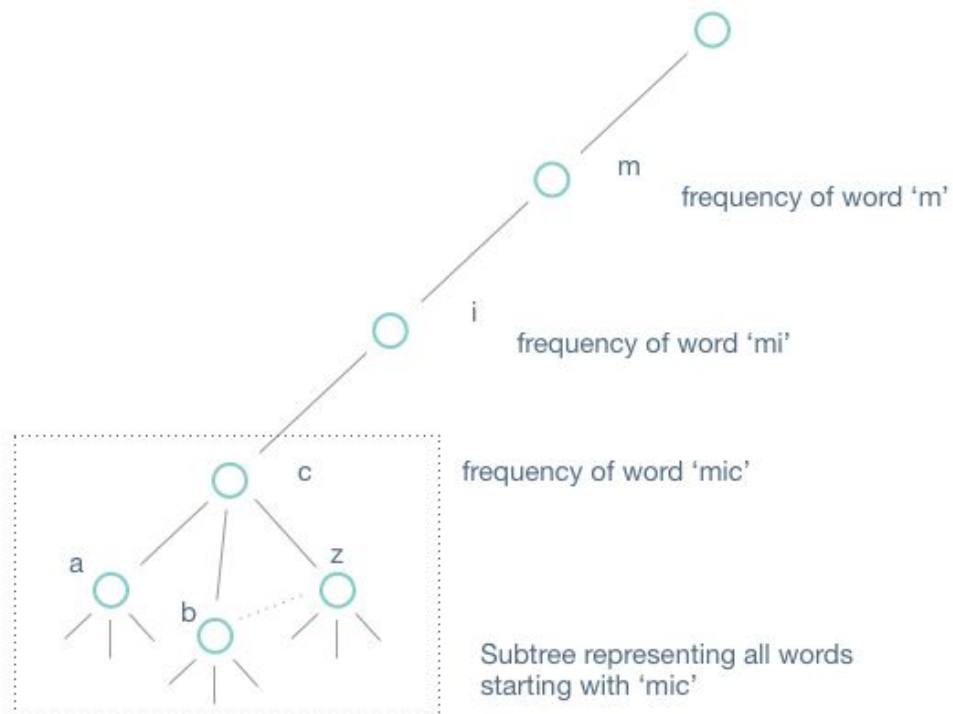 m
frequency of word ‘m’
i
frequency of word ‘mi’
c
frequency of word ‘mic’
a
z
b
Subtree representing all words
starting with ‘mic’